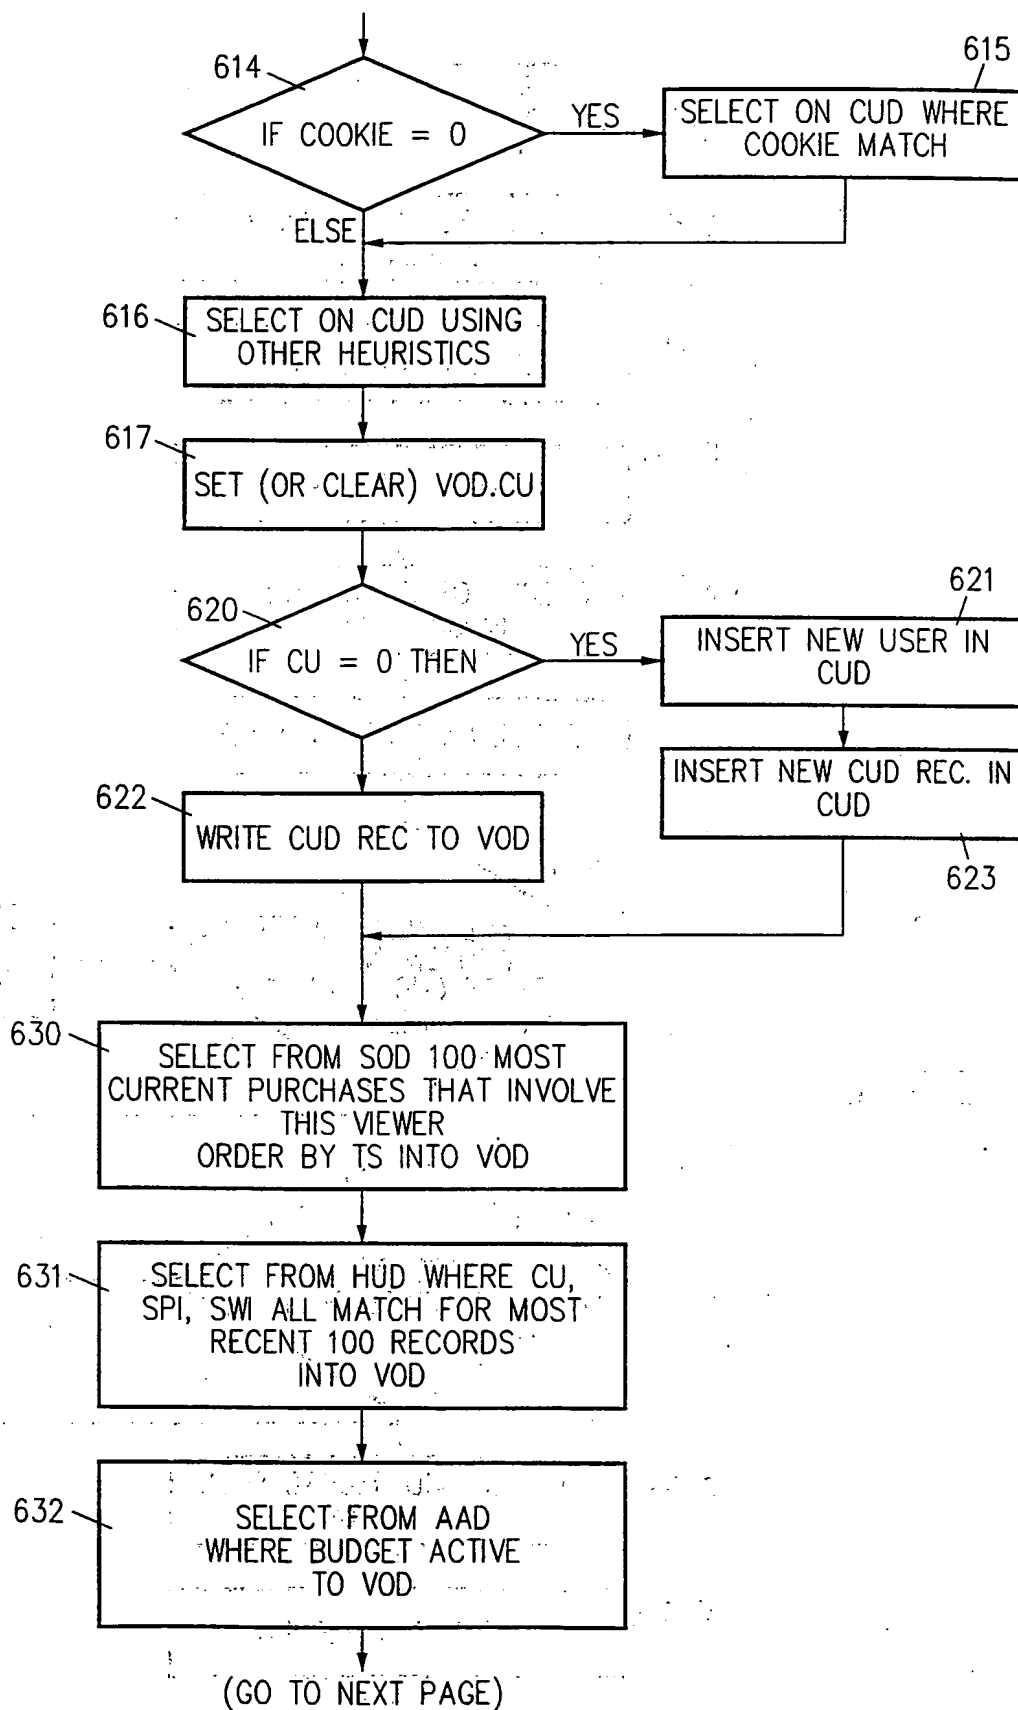 614
IF COOKIE = 0
YES
615
SELECT ON CUD WHERE
COOKIE MATCH
ELSE
616
SELECT ON CUD USING
OTHER HEURISTICS
617
SET (OR CLEAR) VOD.CU
620
IF CU = 0 THEN
YES
621
INSERT NEW USER IN
CUD
622
WRITE CUD REC TO VOD
INSERT NEW CUD REC. IN
CUD
623
630
SELECT FROM SOD 100 MOST
CURRENT PURCHASES THAT INVOLVE
THIS VIEWER
ORDER BY TS INTO VOD
631
SELECT FROM HUD WHERE CU,
SPI, SWI ALL MATCH FOR MOST
RECENT 100 RECORDS
INTO VOD
632
SELECT FROM AAD
WHERE BUDGET ACTIVE
TO VOD
(GO TO NEXT PAGE)